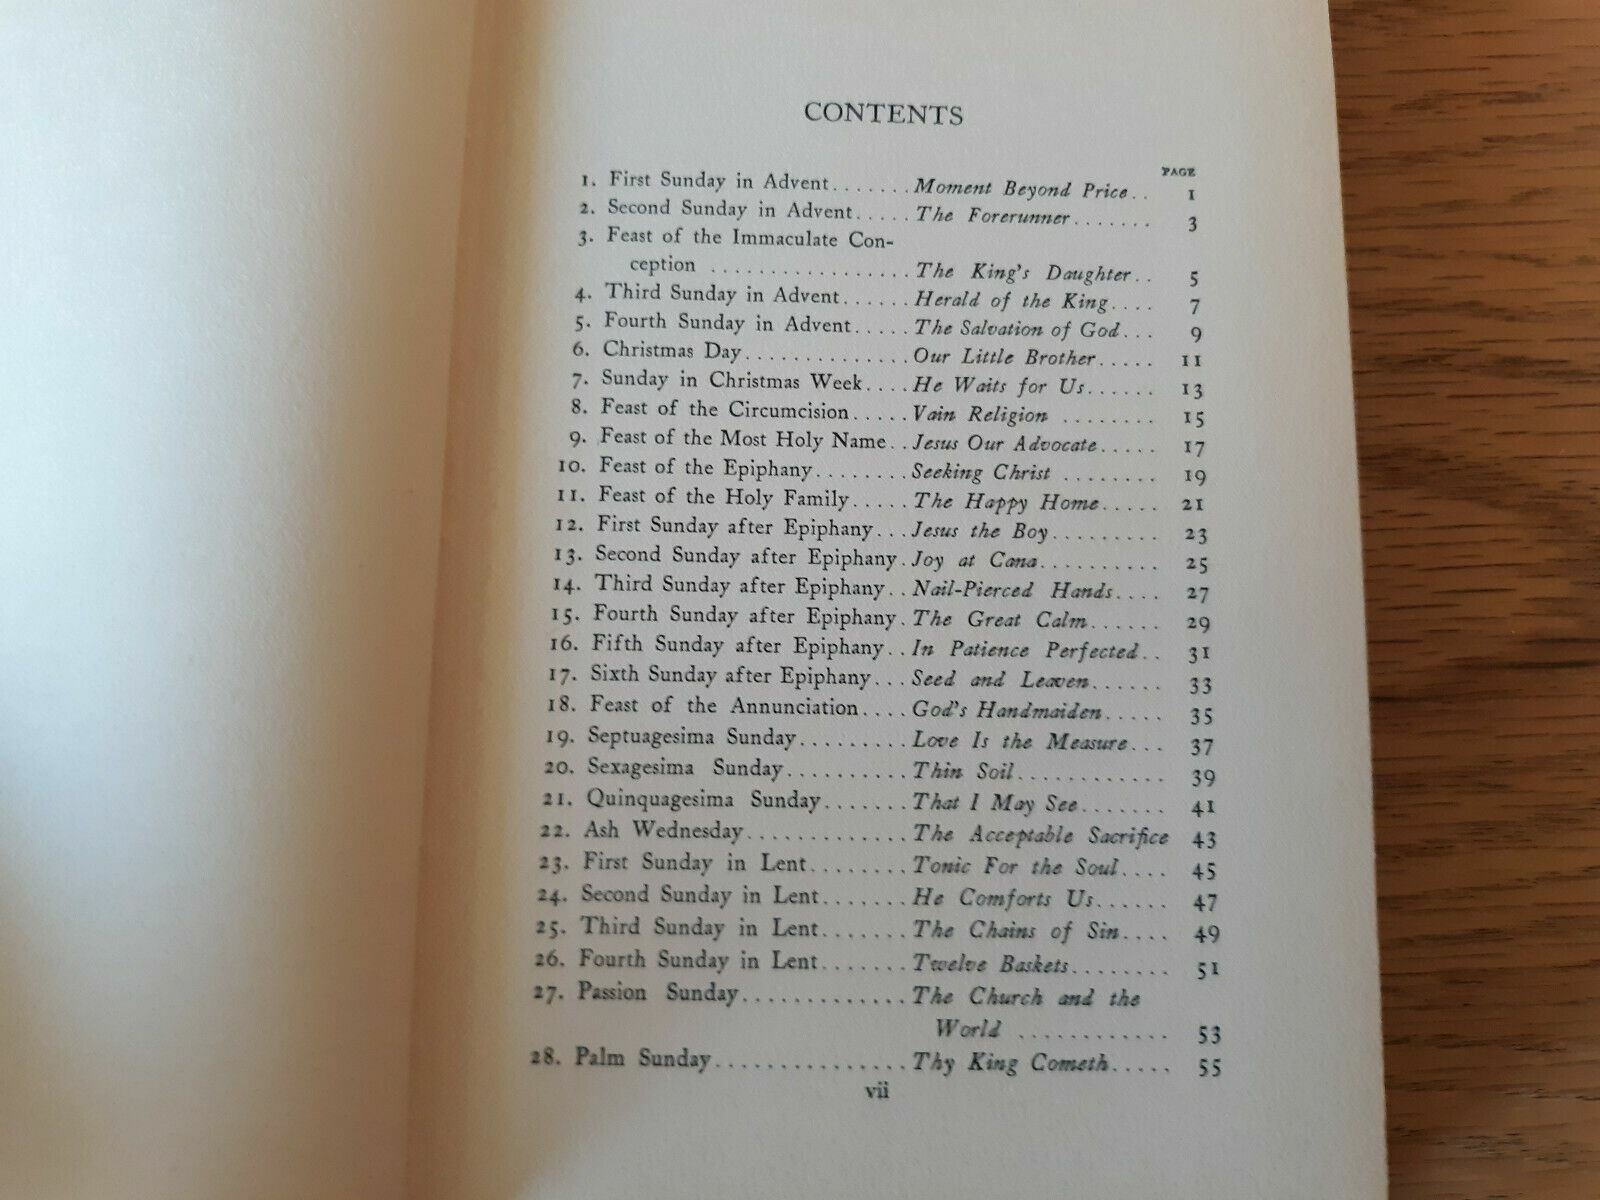 CONTENTS
PAGE
1. First Sunday in Advent.......Moment Beyond Price.. 1
2. Second Sunday in Advent.....The Forerunner....... 3
3. Feast of the Immaculate Con-
ception .................The King's Daughter.. 5
4. Third Sunday in Advent......Herald of the King.... 7
5. Fourth Sunday in Advent.....The Salvation of God... 9
6. Christmas Day.............Our Little Brother..... 11
7. Sunday in Christmas Week....He Waits for Us...... 13
8. Feast of the Circumcision.....Vain Religion ........ 15
9. Feast of the Most Holy Name..Jesus Our Advocate..... 17
10. Feast of the Epiphany........Seeking Christ ........ 19
11. Feast of the Holy Family.....The Happy Home..... 21
12. First Sunday after Epiphany...Jesus the Boy......... 23
13. Second Sunday after Epiphany.Joy at Cana.......... 25
14. Third Sunday after Epiphany..Nail-Pierced Hands.... 27
15. Fourth Sunday after Epiphany.The Great Calm...... 29
16. Fifth Sunday after Epiphany..In Patience Perfected.. 31
17. Sixth Sunday after Epiphany...Seed and Leaven...... 33
18. Feast of the Annunciation....God's Handmaiden..... 35
19. Septuagesima Sunday.........Love Is the Measure... 37
20. Sexagesima Sunday..........Thin Soil............ 39
21. Quinquagesima Sunday.......That I May See....... 41
22. Ash Wednesday.............The Acceptable Sacrifice 43
23. First Sunday in Lent........Tonic For the Soul.... 45
24. Second Sunday in Lent.......He Comforts Us...... 47
25. Third Sunday in Lent.......The Chains of Sin.... 49
26. Fourth Sunday in Lent.......Twelve Baskets........ 51
27. Passion Sunday.............The Church and the
World ............ 53
28. Palm Sunday...............Thy King Cometh..... 55
vii